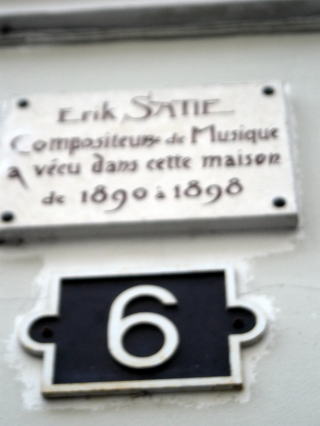 Erik SATIE
Compositeur de Musique
a vécu dans cette maison
de 1890 à 1898
6